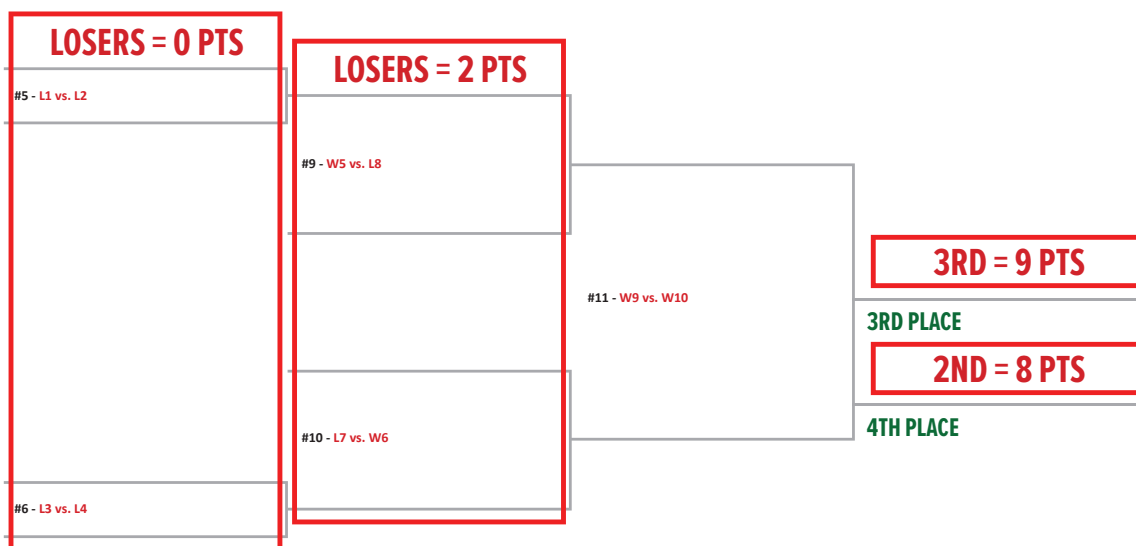 LOSERS = 0 PTS
LOSERS = 2 PTS
#5 - L1 vs. L2
#9 - W5 vs. L8
3RD = 9 PTS
#11 - W9 vs. W10
3RD PLACE
2ND = 8 PTS
4TH PLACE
#10 - L7 vs. W6
#6 - L3 vs. L4